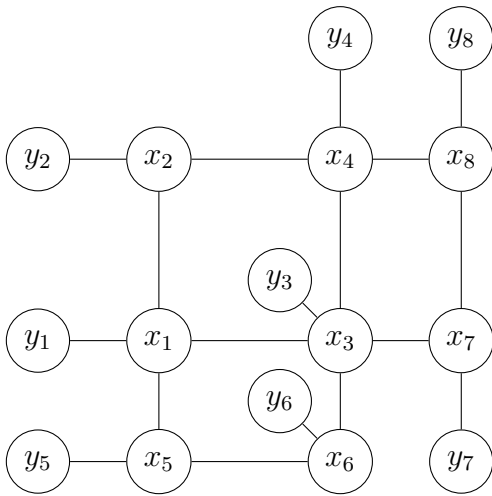 y₄ y₈
y₂ x₂ x₄ x₈
y₃
y₁ x₁ x₃ x₇
y₆
y₅ x₅ x₆ y₇